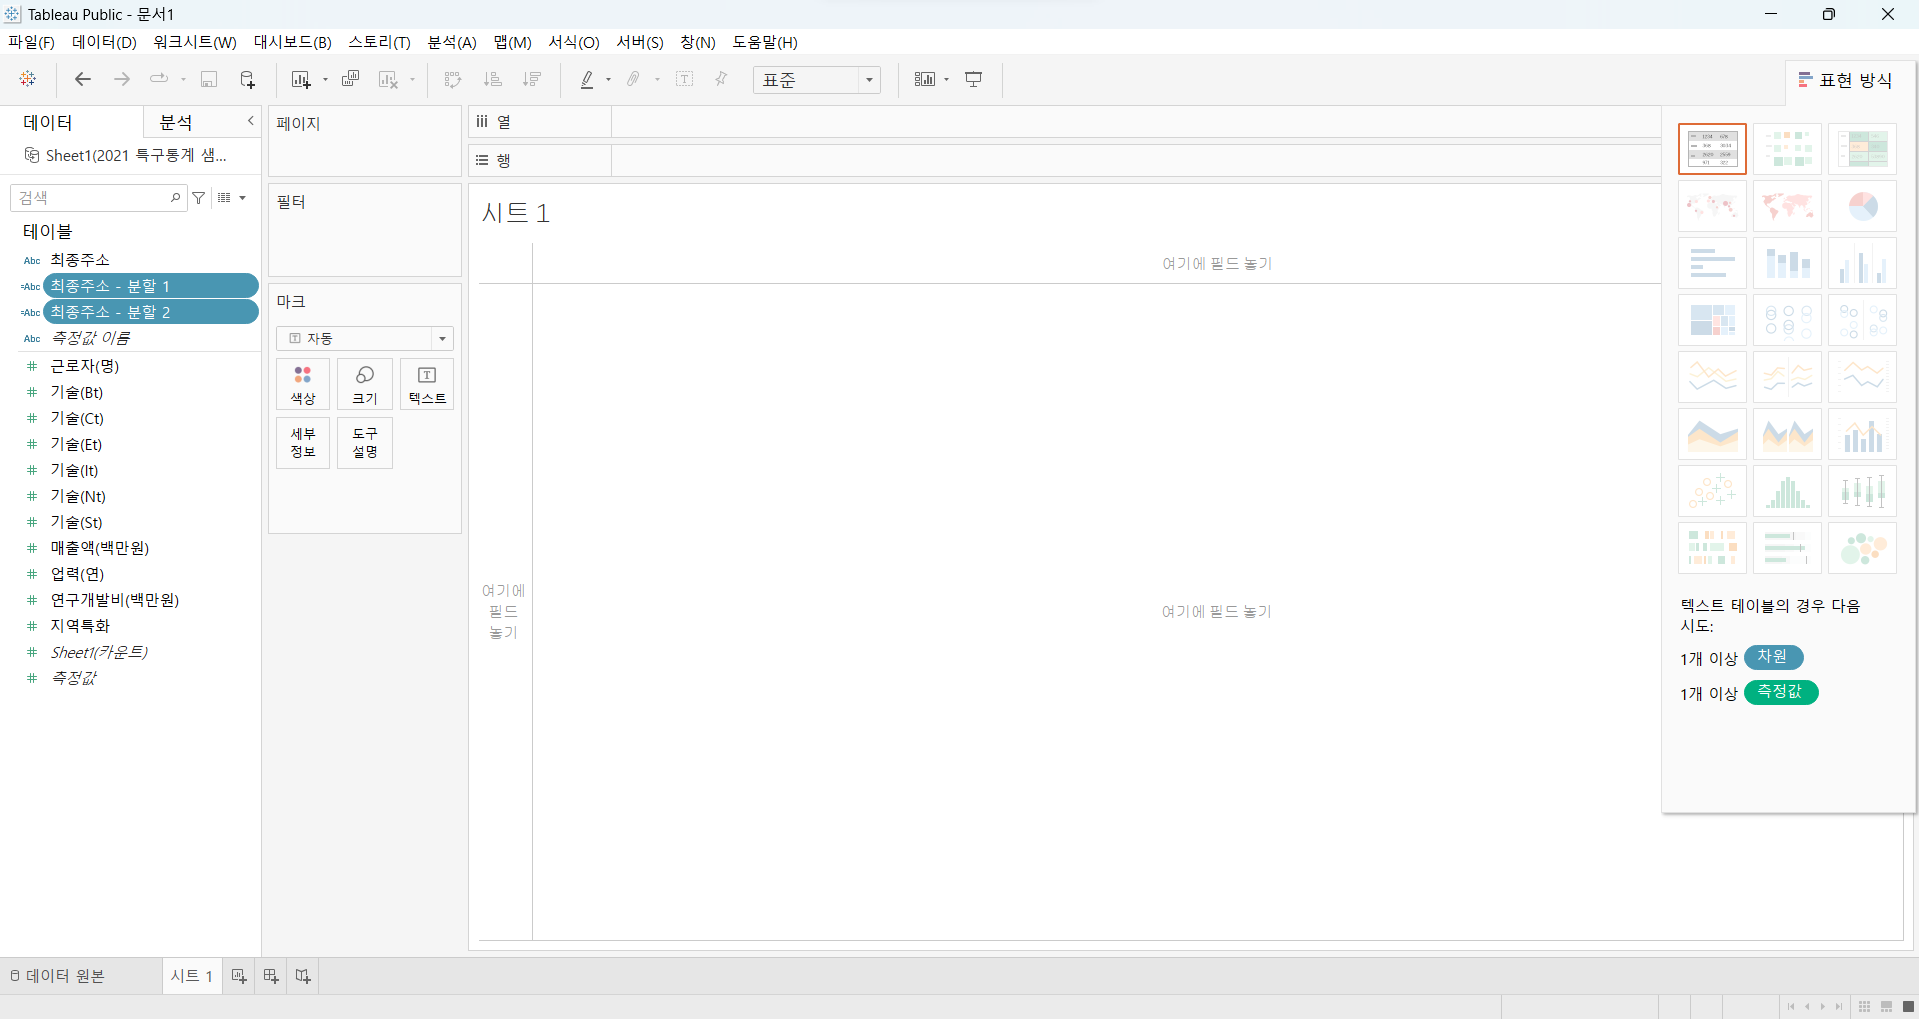 Tableau Public - 문서1
파일(F) 데이터(D) 워크시트(W) 대시보드(B) 스토리(T) 분석(A) 맵(M) 서식(O) 서버(S) 창(N) 도움말(H)
표준
표현 방식
데이터 분석
Sheet1(2021 특구통계 샘...
검색
테이블
Abc 최종주소
=Abc 최종주소 - 분할 1
=Abc 최종주소 - 분할 2
Abc 측정값 이름
# 근로자(명)
# 기술(Bt)
# 기술(Ct)
# 기술(Et)
# 기술(It)
# 기술(Nt)
# 기술(St)
# 매출액(백만원)
# 업력(연)
# 연구개발비(백만원)
# 지역특화
# Sheet1(카운트)
# 측정값
페이지
필터
마크
자동
색상 크기 텍스트
세부
정보
도구
설명
열
행
시트 1
여기에 필드 놓기
여기에
필드
놓기
여기에 필드 놓기
텍스트 테이블의 경우 다음
시도:
1개 이상 차원
1개 이상 측정값
데이터 원본 시트 1